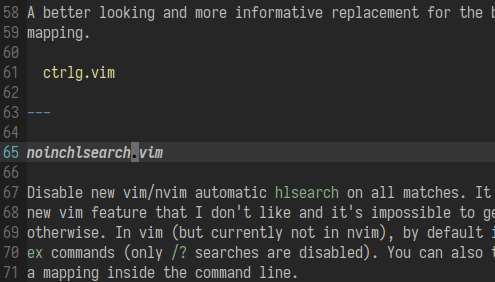 58 A better looking and more informative replacement for the
59 mapping.
60
61 ctrlg.vim
62
63 ---
64
65 noinchlsearch.vim
66
67 Disable new vim/nvim automatic hlsearch on all matches. It
68 new vim feature that I don't like and it's impossible to
69 otherwise. In vim (but currently not in nvim), by default
70 ex commands (only /? searches are disabled). You can also
71 a mapping inside the command line.